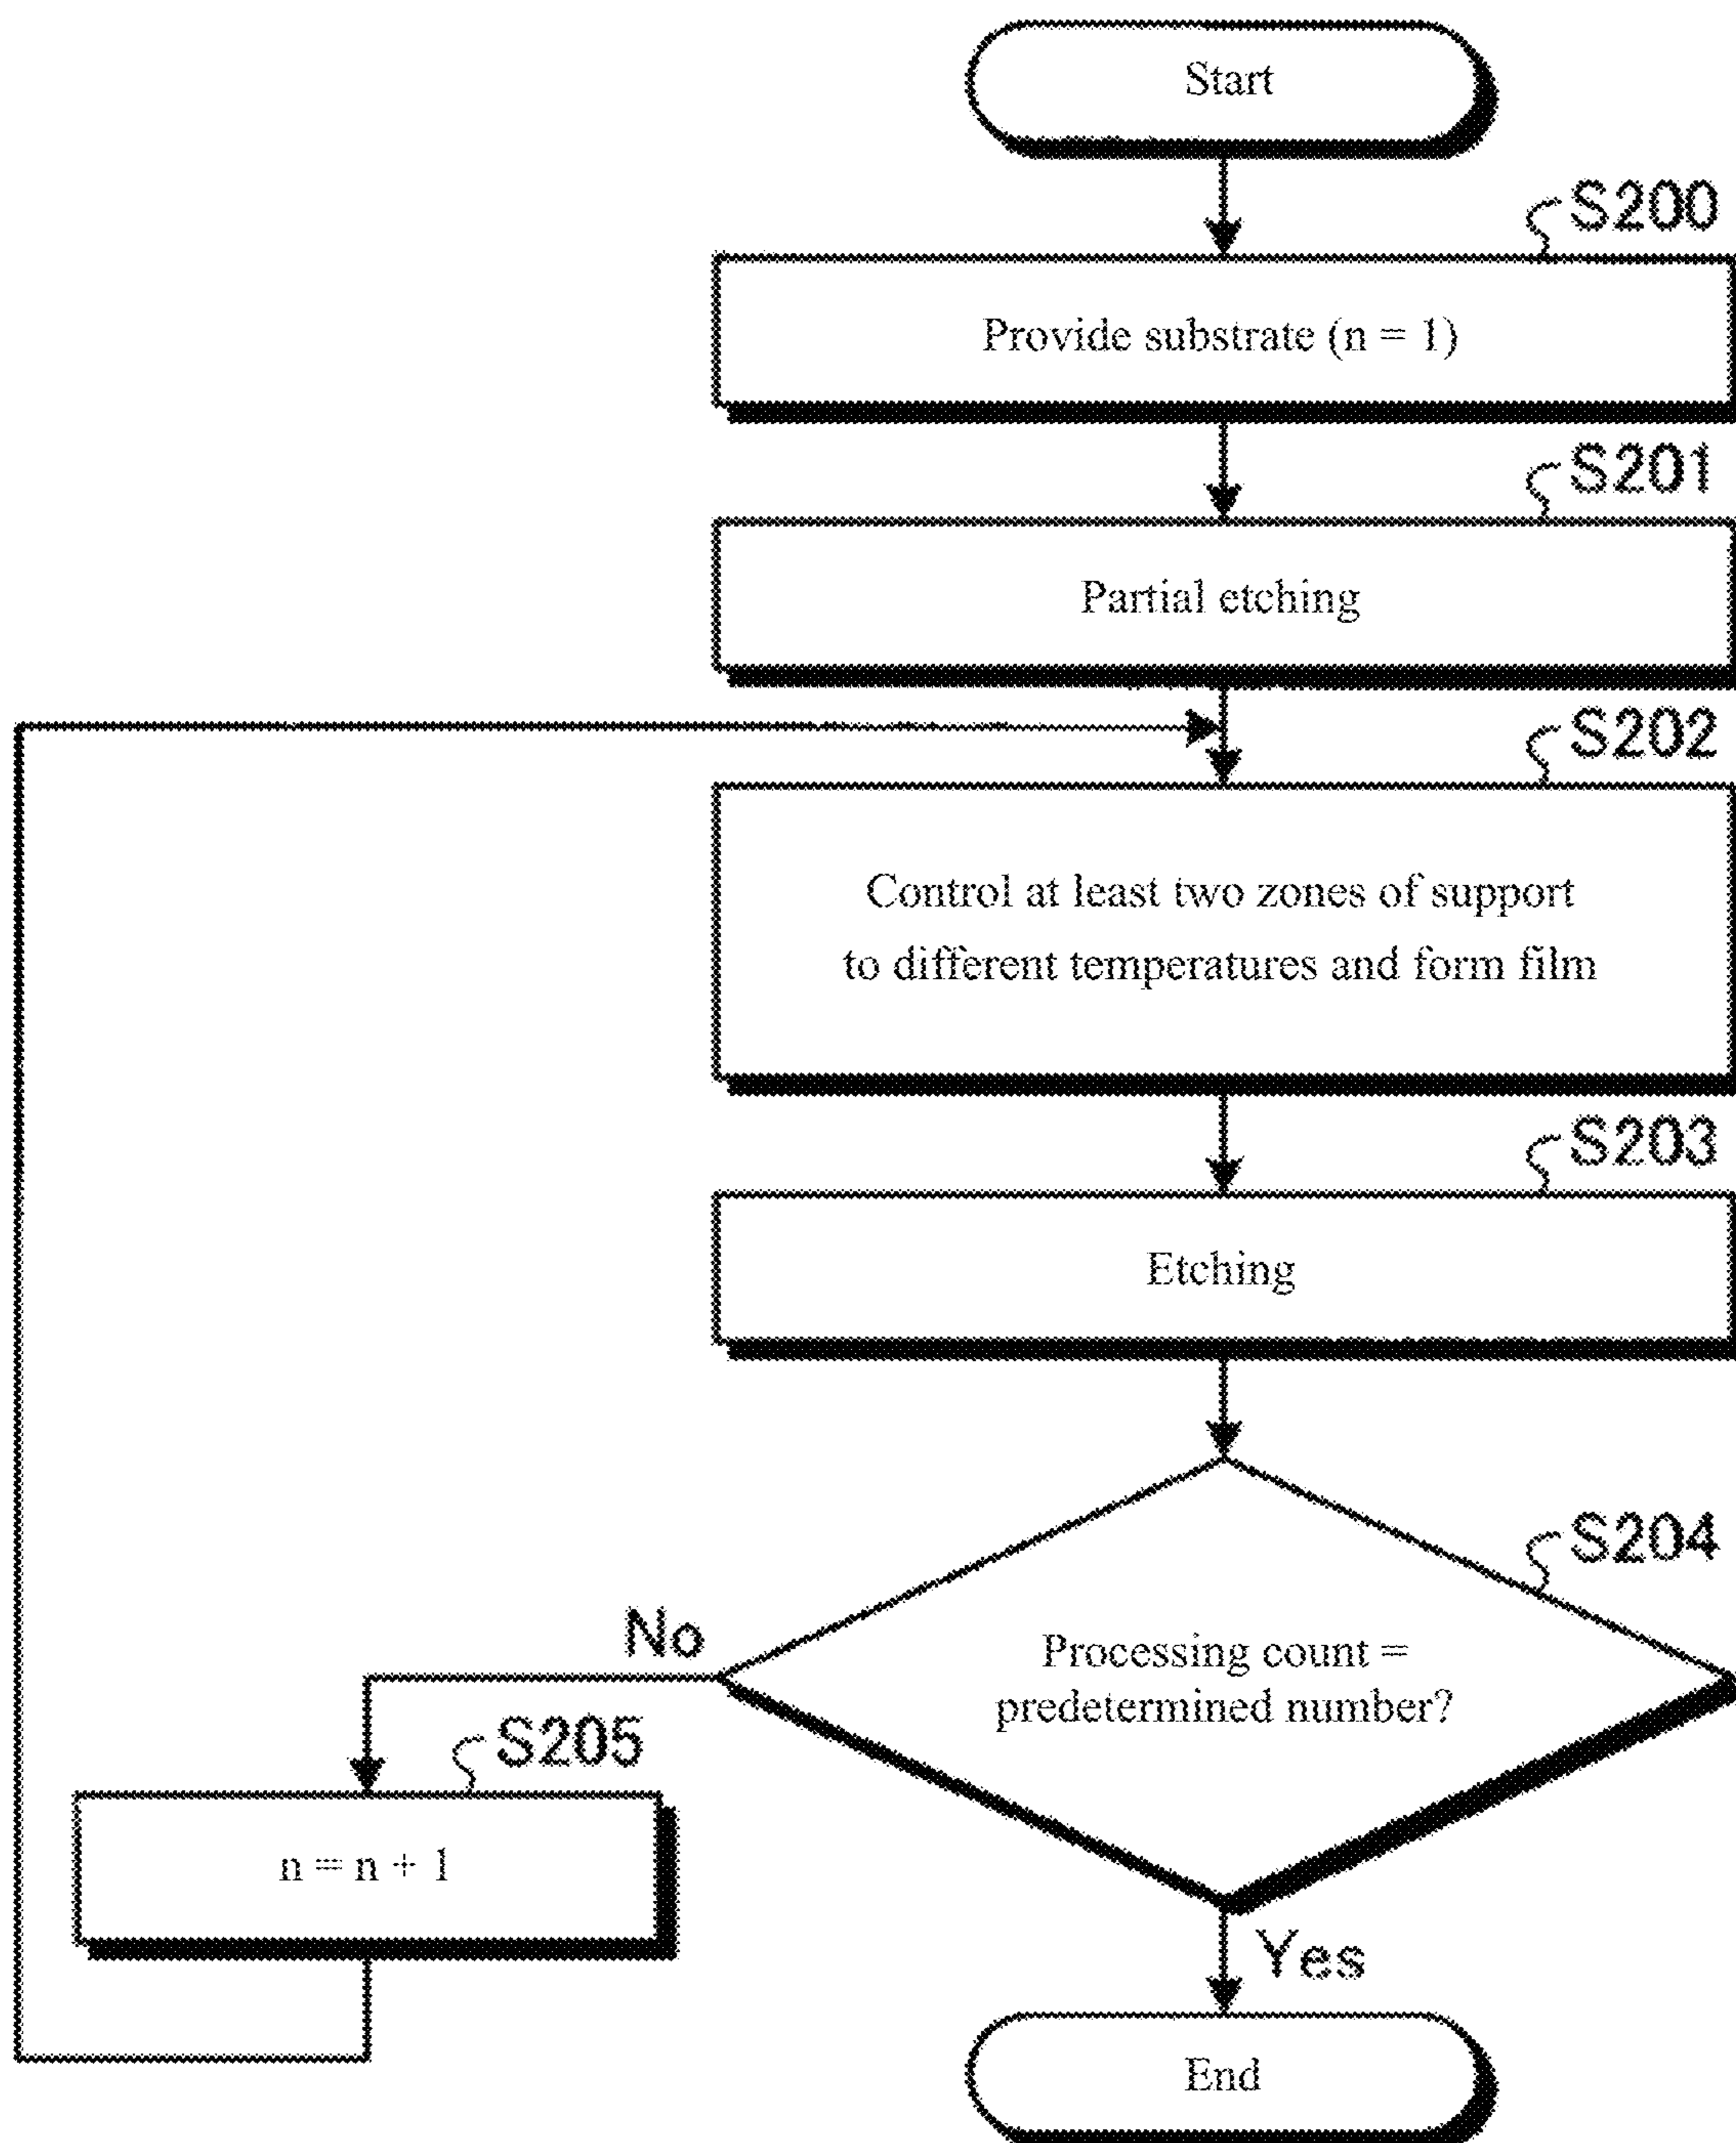 Start
S200
Provide substrate (n = 1)
S201
Partial etching
S202
Control at least two zones of support
to different temperatures and form film
S203
Etching
S204
Processing count =
predetermined number?
No
S205
n = n + 1
Yes
End